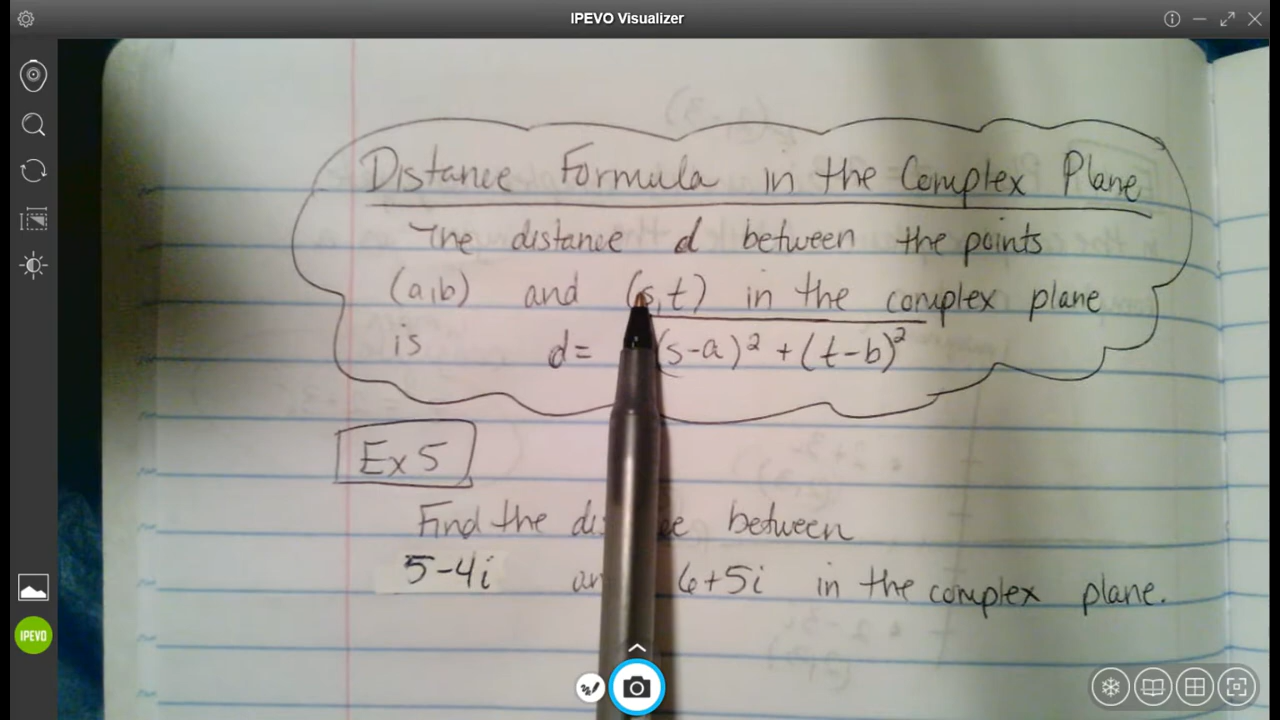 IPEVO Visualizer
Distance Formula in the Complex Plane
The distance d between the points
(a,b) and (s,t) in the complex plane
is d= (s-a)² + (t-b)²
Ex 5
Find the between
5-4i 6+5i in the complex plane.
IPEVO